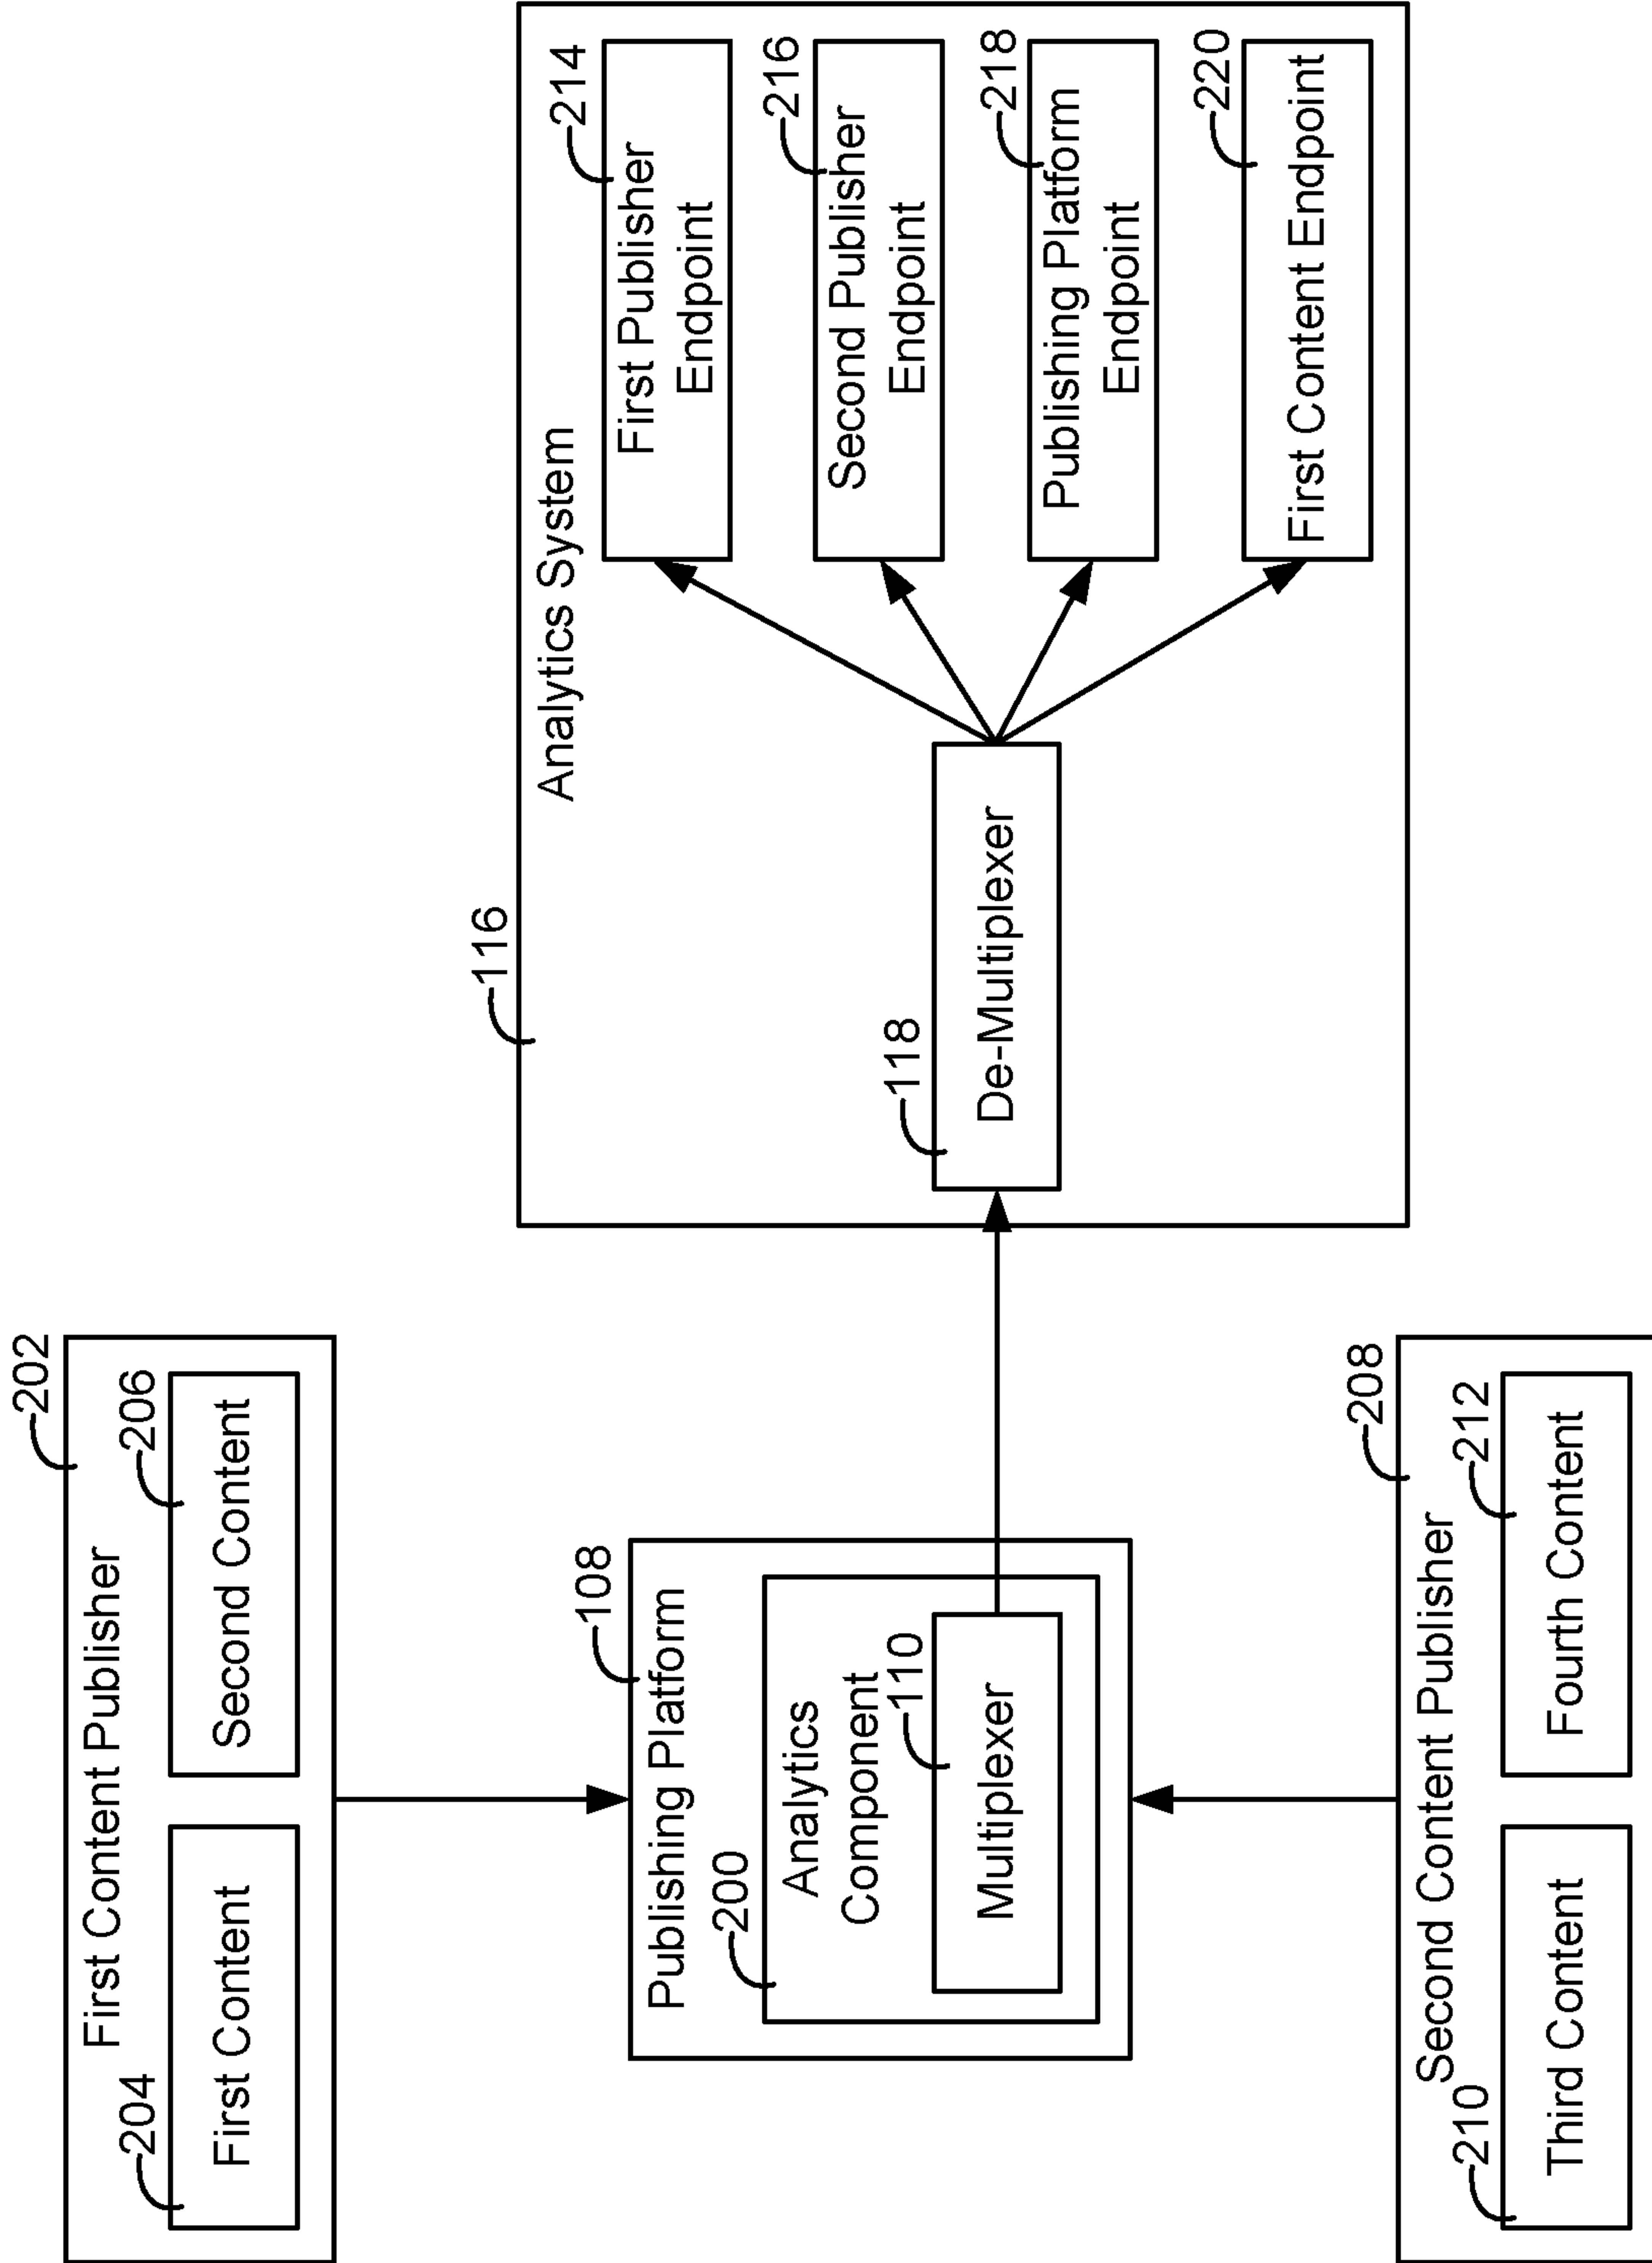 202
First Content Publisher
204
First Content
206
Second Content
108
Publishing Platform
200
Analytics
Component
110
Multiplexer
208
Second Content Publisher
210
Third Content
212
Fourth Content
116
Analytics System
118
De-Multiplexer
214
First Publisher
Endpoint
216
Second Publisher
Endpoint
218
Publishing Platform
Endpoint
220
First Content Endpoint